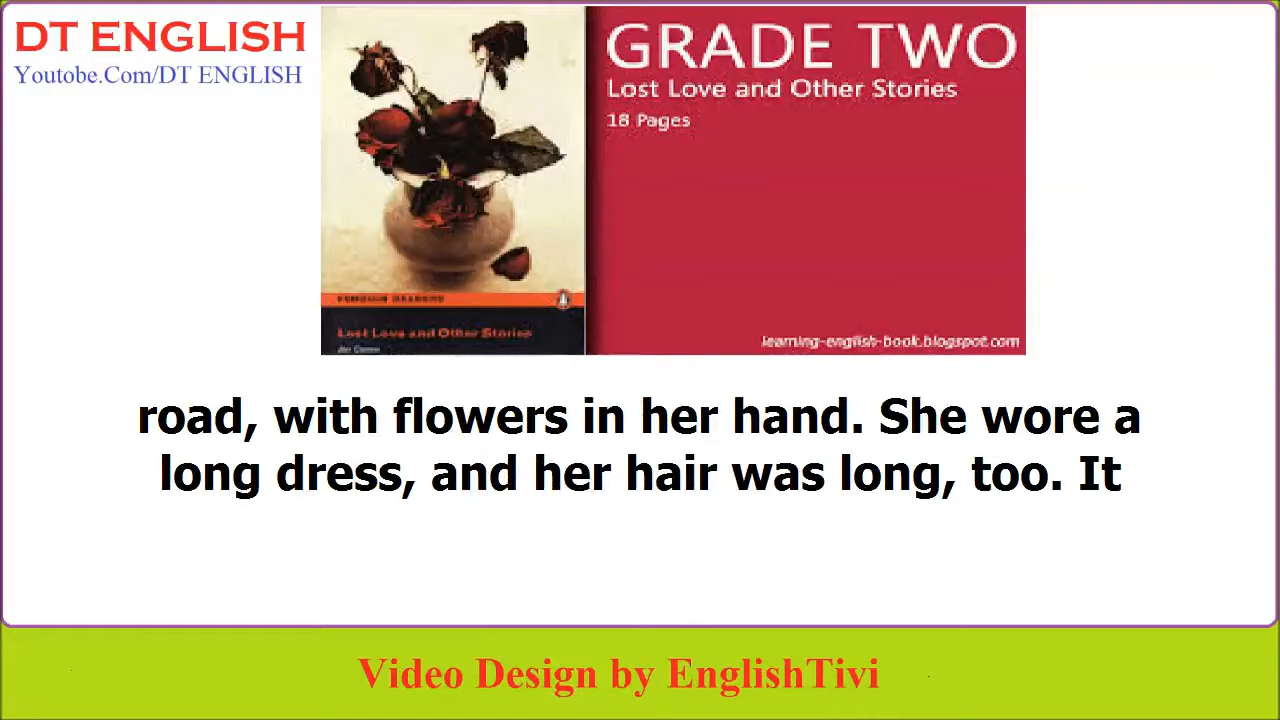 DT ENGLISH
Youtobe.Com/DT ENGLISH
GRADE TWO
Lost Love and Other Stories
18 Pages
PENGUIN READERS
Lost Love and Other Stories
learning-english-book.blogspot.com
road, with flowers in her hand. She wore a
long dress, and her hair was long, too. It
Video Design by EnglishTivi